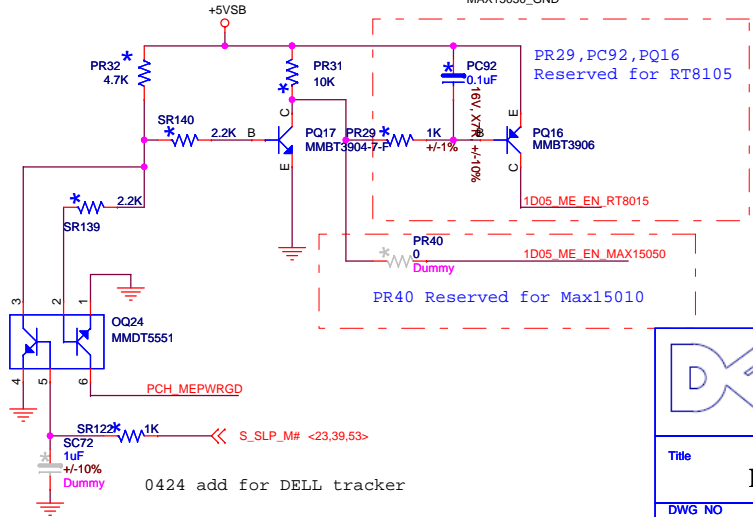 MAX15050_GND
+5VSB
PR32
4.7K
PR31
10K
PC92
0.1uF
16V, X7R, +/-10%
PR29,PC92,PQ16
Reserved for RT8105
SR140
2.2K
B
C
E
PQ17
MMBT3904-7-F
PR29
1K
+/-1%
B
E
C
PQ16
MMBT3906
1D05_ME_EN_RT8015
2.2K
SR139
PR40
0
Dummy
1D05_ME_EN_MAX15050
PR40 Reserved for Max15010
3
2
1
OQ24
MMDT5551
4
5
6
PCH_MEPWRGD
SR122
1K
S_SLP_M# <23,39,53>
SC72
1uF
+/-10%
Dummy
0424 add for DELL tracker
Title
DWG NO